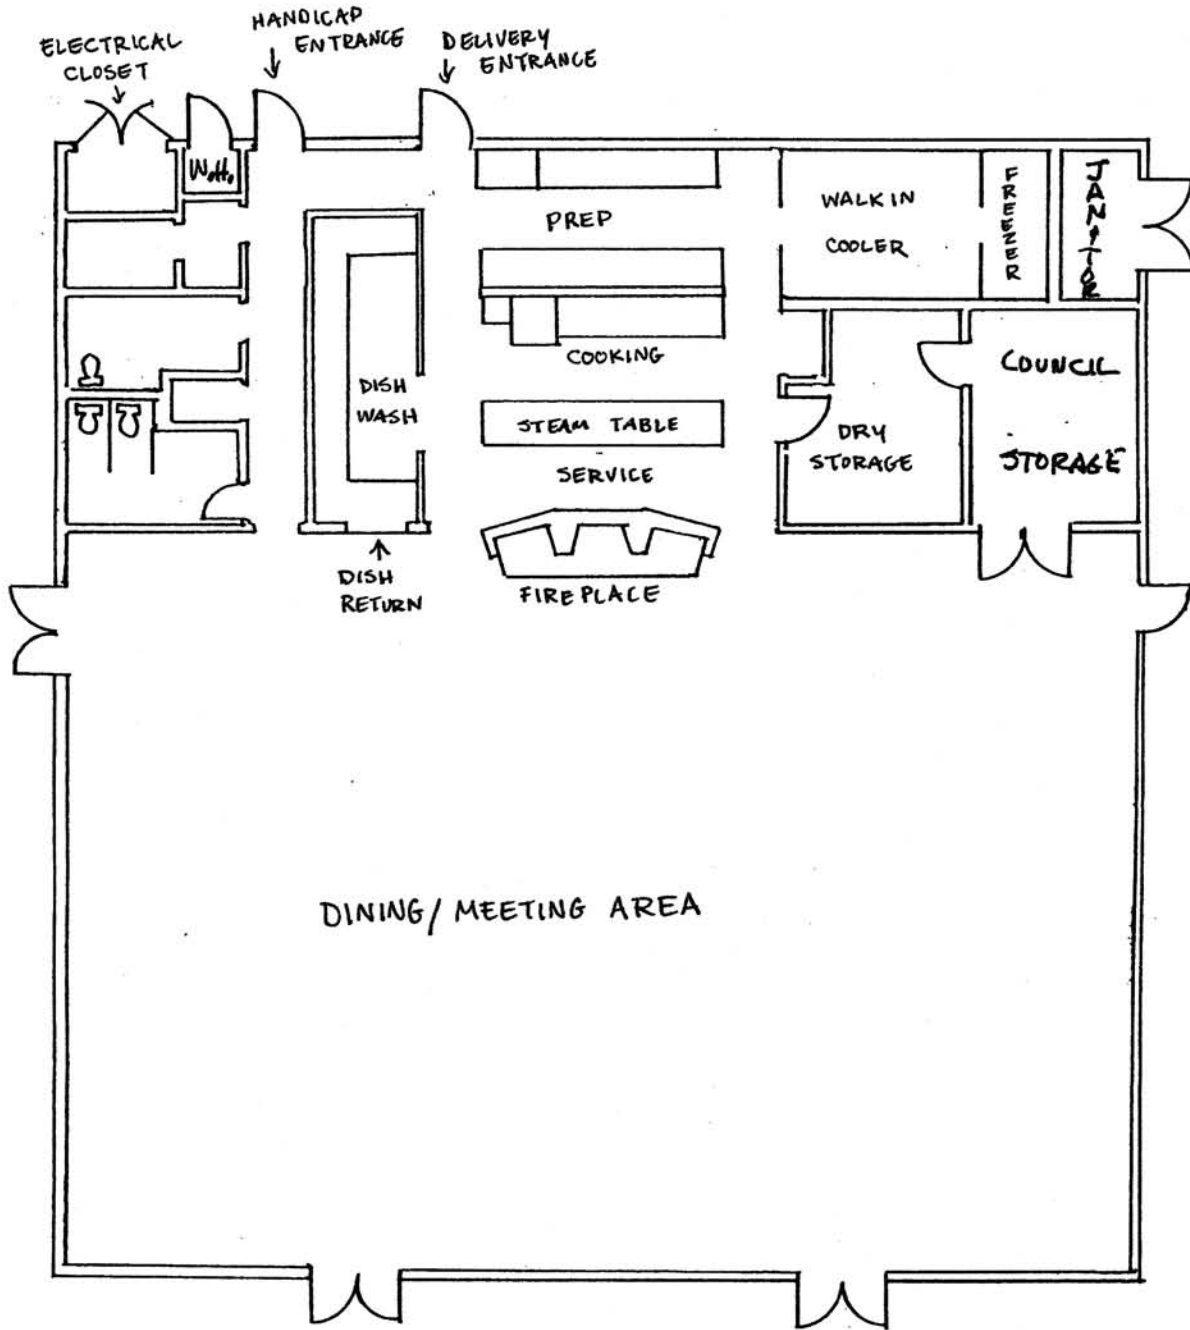 HANDICAP
ENTRANCE
DELIVERY
ENTRANCE
ELECTRICAL
CLOSET
W.H.
PREP
WALK IN
COOLER
FREEZER
JANITOR
COOKING
DISH
WASH
STEAM TABLE
SERVICE
DRY
STORAGE
COUNCIL
STORAGE
DISH
RETURN
FIREPLACE
DINING/MEETING AREA